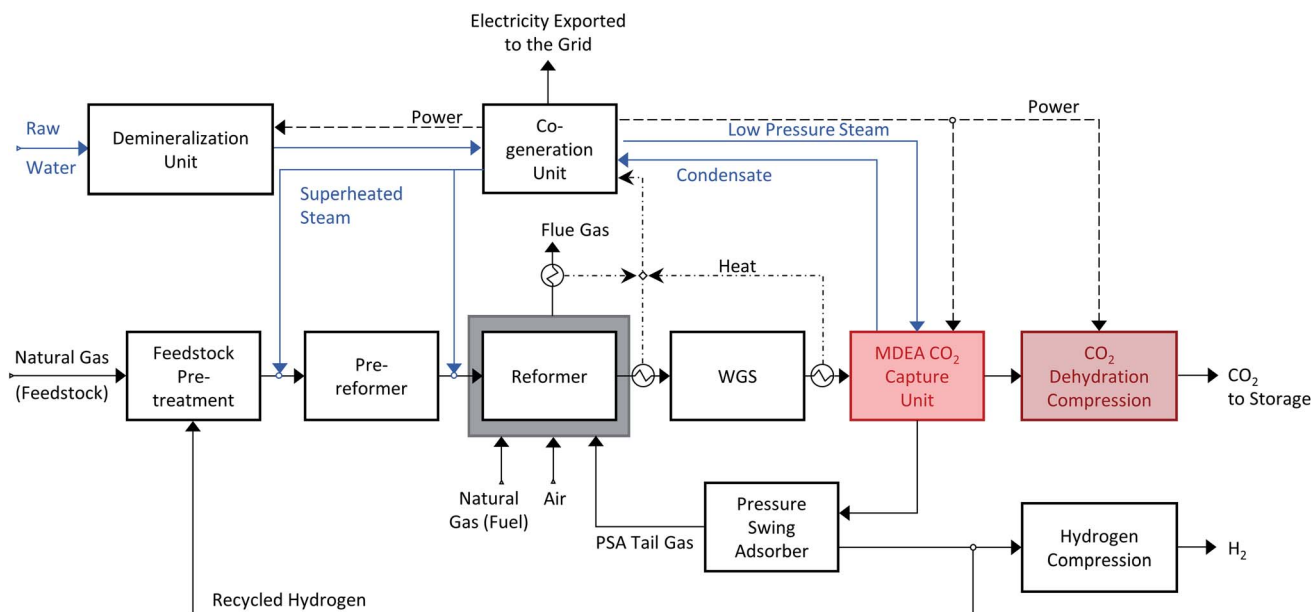 Electricity Exported
to the Grid
Raw
Water
Demineralization
Unit
Power
Co-
generation
Unit
Power
Low Pressure Steam
Condensate
Superheated
Steam
Flue Gas
Heat
Natural Gas
(Feedstock)
Feedstock
Pre-
treatment
Pre-
reformer
Reformer
WGS
MDEA CO₂
Capture
Unit
CO₂
Dehydration
Compression
CO₂
to Storage
Natural
Gas (Fuel)
Air
PSA Tail Gas
Pressure
Swing
Adsorber
Hydrogen
Compression
H₂
Recycled Hydrogen